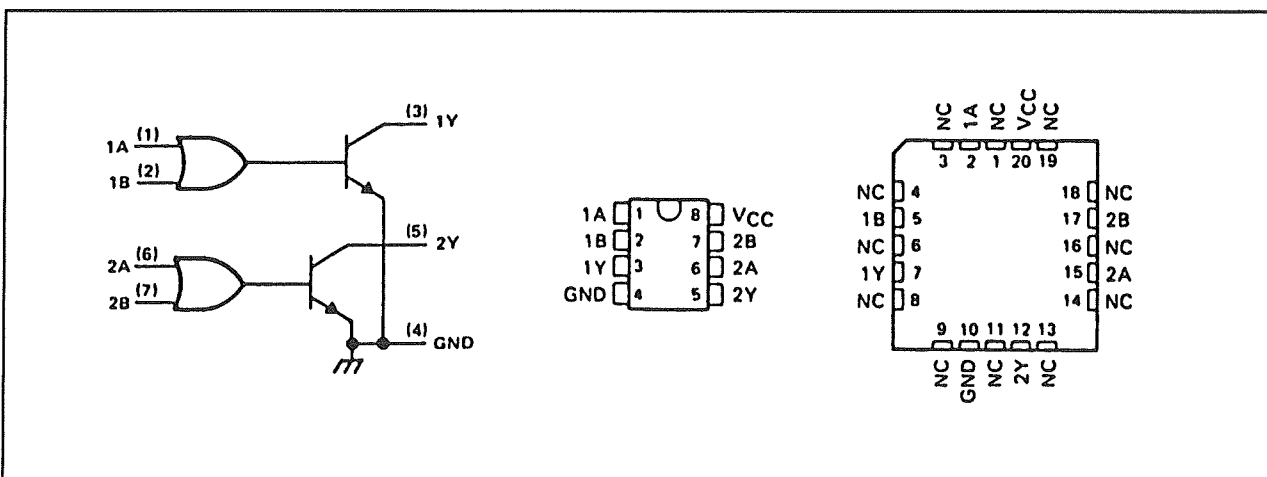 (1)
1A
(2)
1B
(3)
1Y
(5)
2Y
(6)
2A
(7)
2B
(4)
GND
1A 1 8 VCC
1B 2 7 2B
1Y 3 6 2A
GND 4 5 2Y
NC 1A NC VCC NC
3 2 1 20 19
NC 4 18 NC
1B 5 17 2B
NC 6 16 NC
1Y 7 15 2A
NC 8 14 NC
9 10 11 12 13
NC GND NC 2Y NC